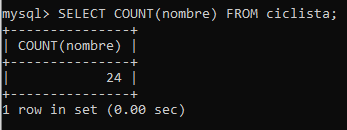 mysql> SELECT COUNT(nombre) FROM ciclista;
+---------------+
| COUNT(nombre) |
+---------------+
|            24 |
+---------------+
1 row in set (0.00 sec)